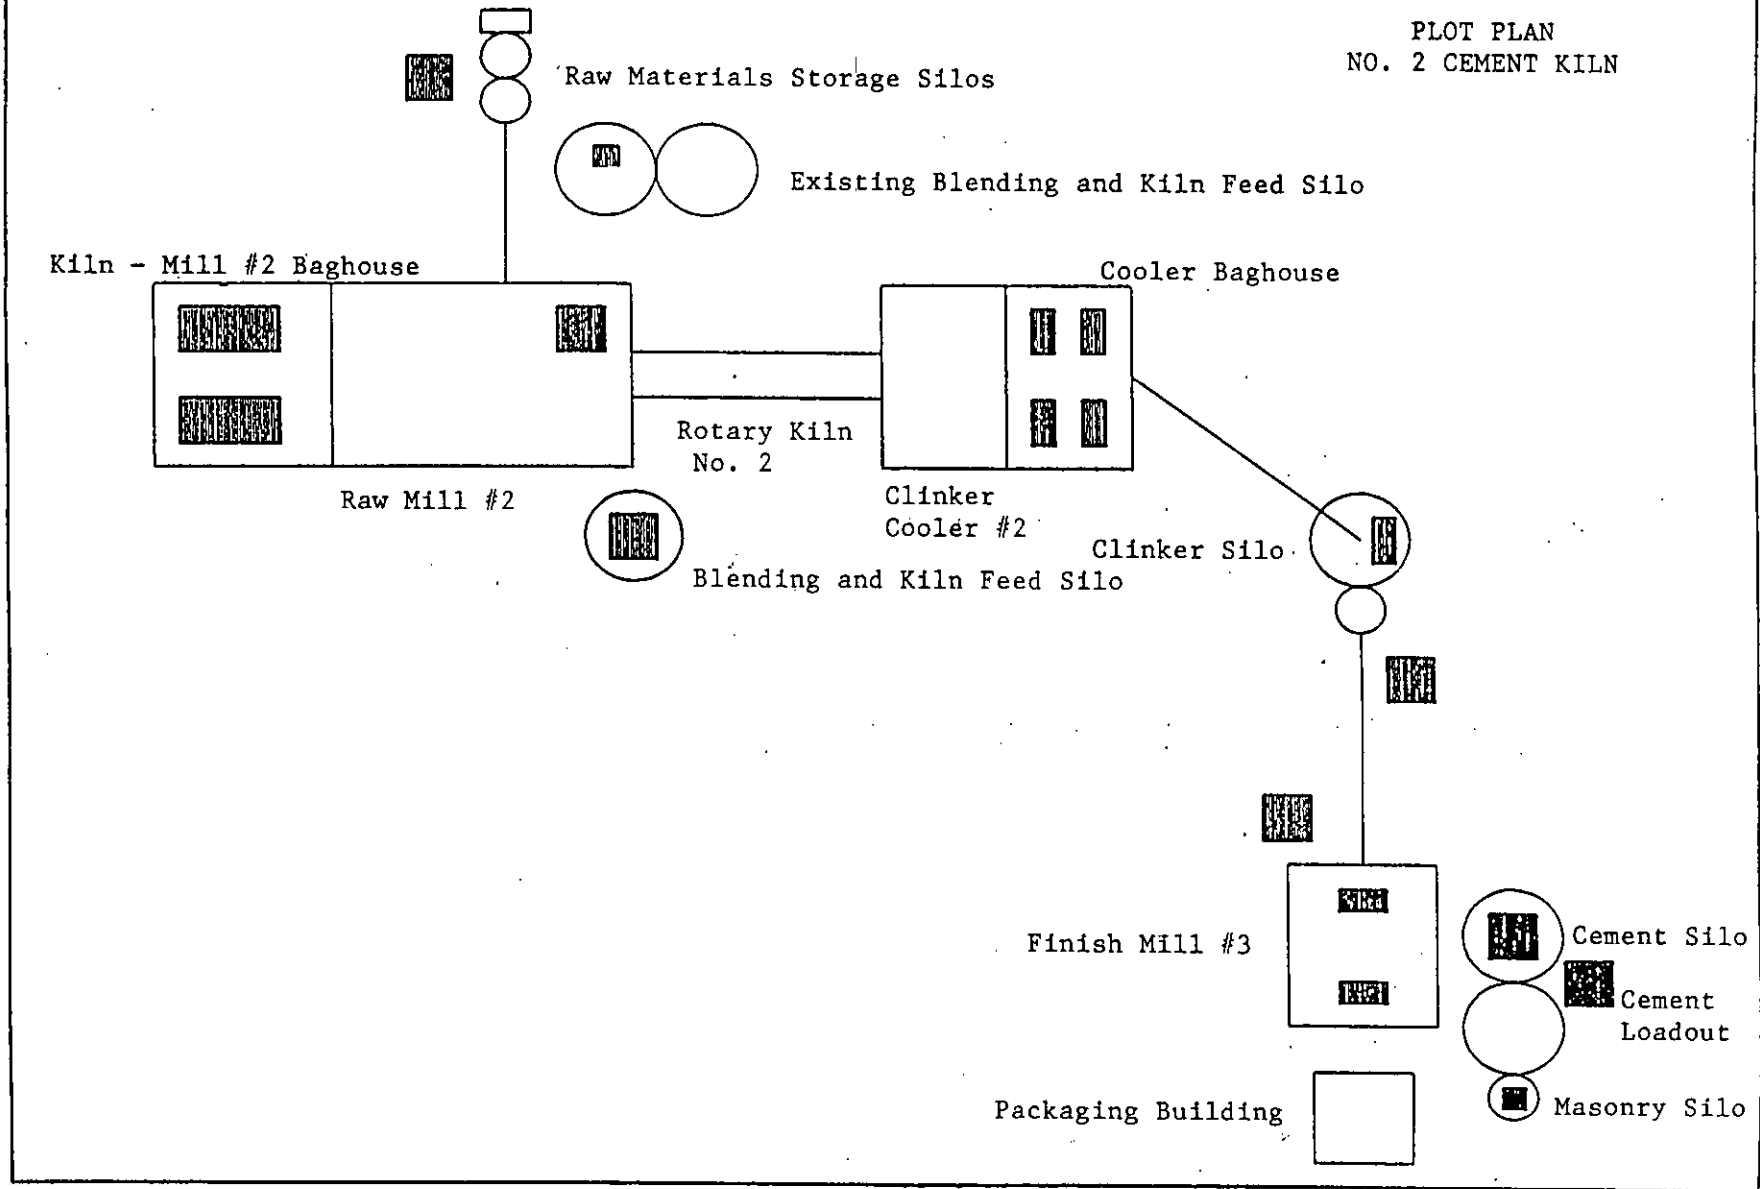 PLOT PLAN
NO. 2 CEMENT KILN
Raw Materials Storage Silos
Existing Blending and Kiln Feed Silo
Kiln - Mill #2 Baghouse
Cooler Baghouse
Rotary Kiln
No. 2
Raw Mill #2
Clinker
Cooler #2
Clinker Silo
Blending and Kiln Feed Silo
Finish Mill #3
Cement Silo
Cement
Loadout
Packaging Building
Masonry Silo